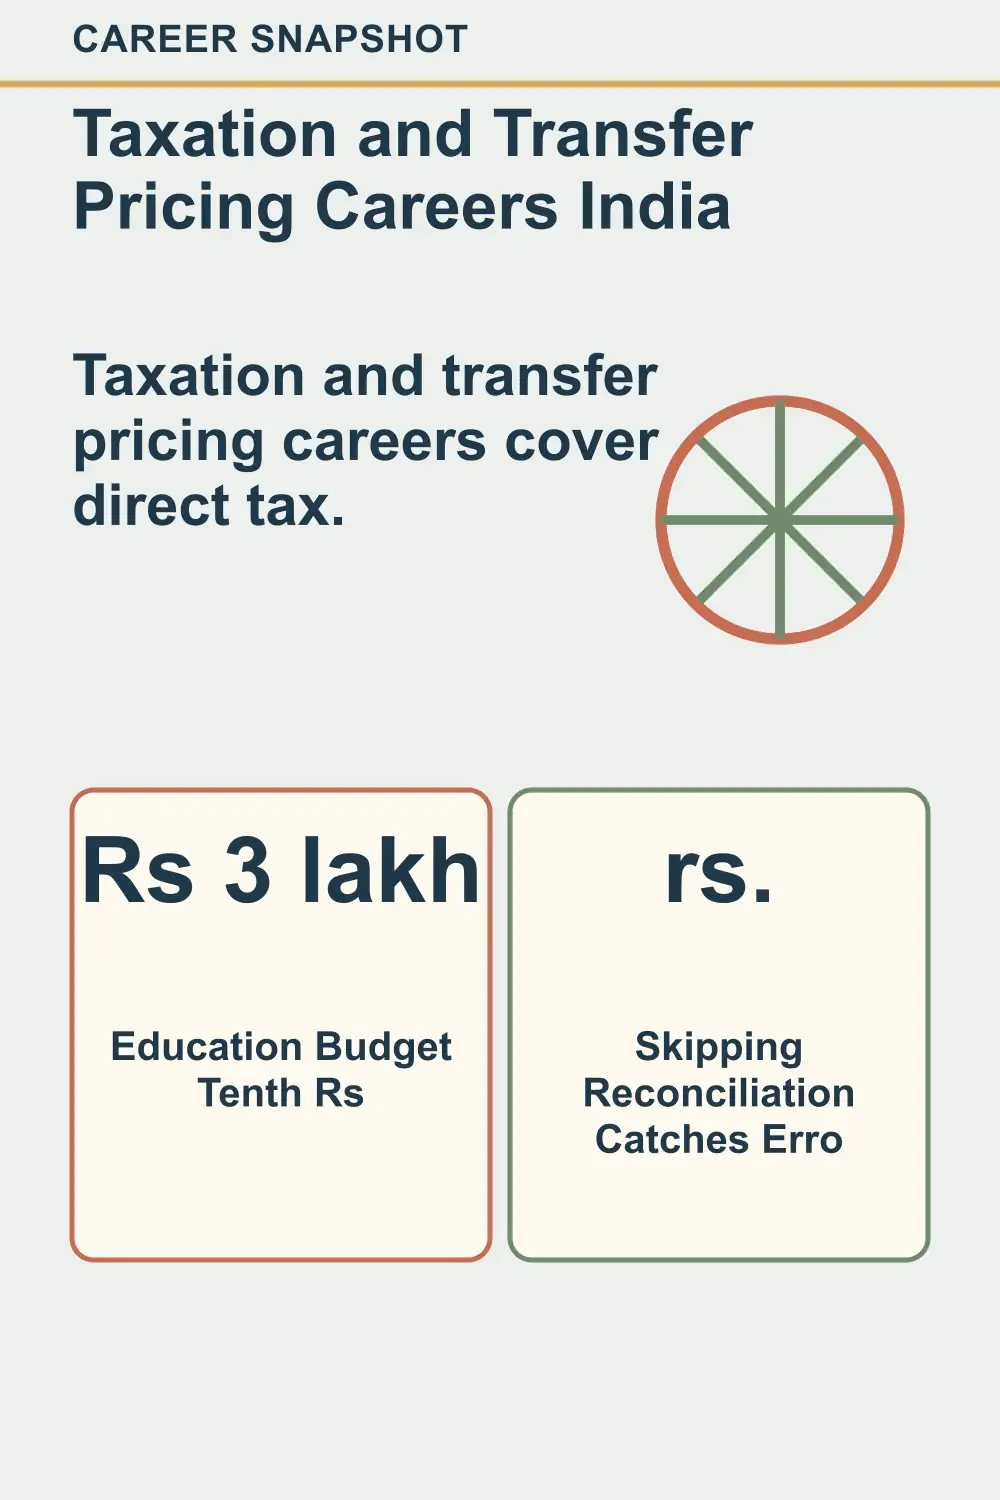 CAREER SNAPSHOT
Taxation and Transfer
Pricing Careers India
Taxation and transfer
pricing careers cover
direct tax.
Rs 3 lakh
Education Budget
Tenth Rs
rs.
Skipping
Reconciliation
Catches Erro